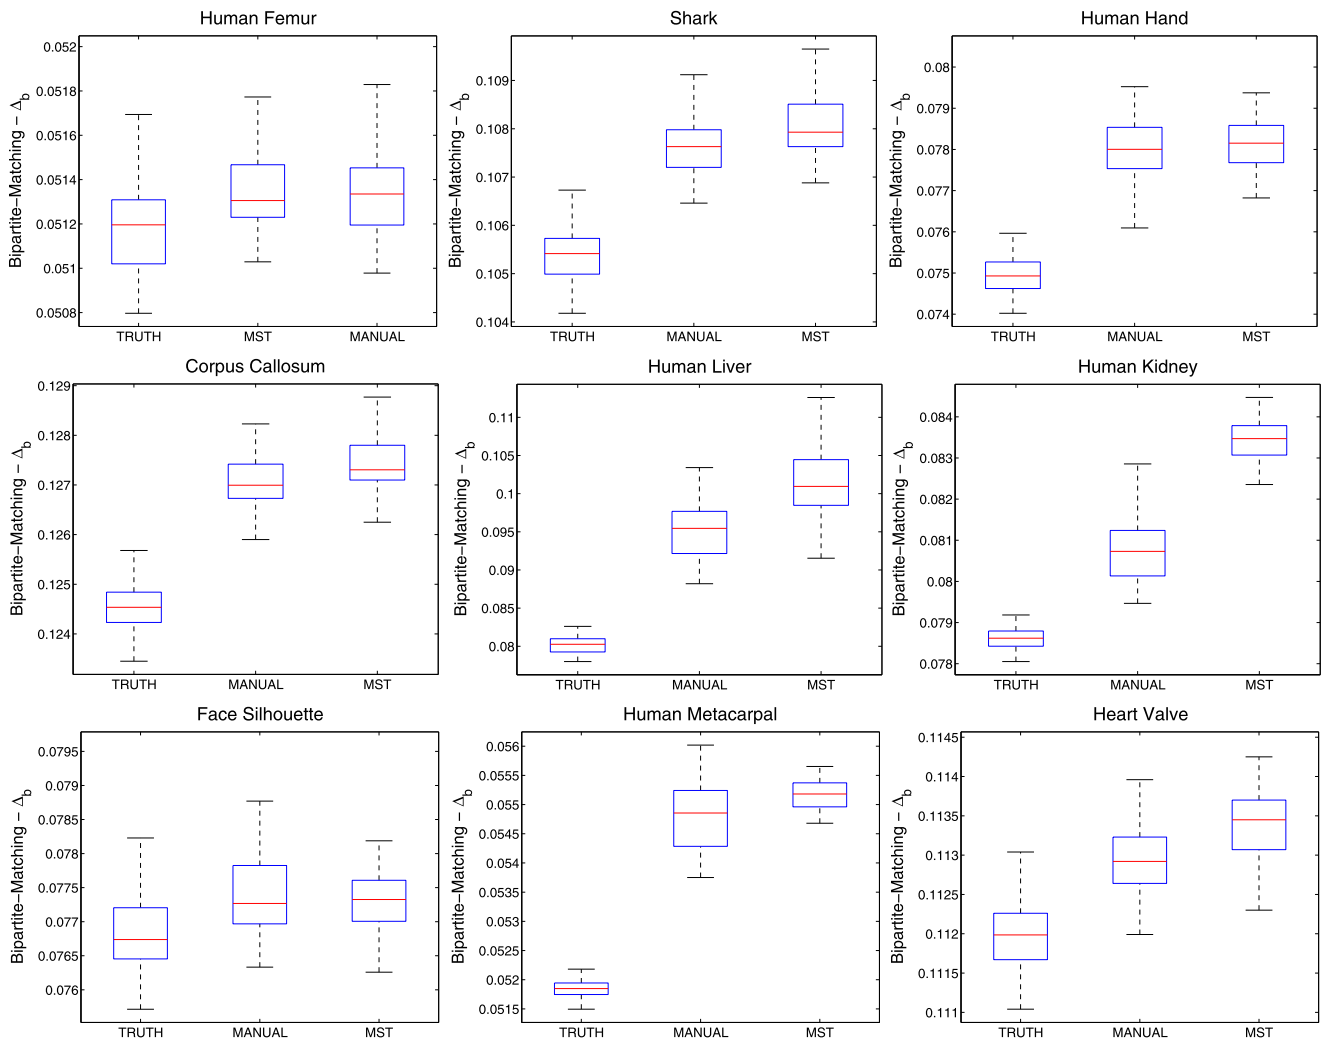 Human Femur
Bipartite-Matching - Δb
0.052
0.0518
0.0516
0.0514
0.0512
0.051
0.0508
TRUTH MST MANUAL
Shark
Bipartite-Matching - Δb
0.109
0.108
0.107
0.106
0.105
0.104
TRUTH MANUAL MST
Human Hand
Bipartite-Matching - Δb
0.08
0.079
0.078
0.077
0.076
0.075
0.074
TRUTH MANUAL MST
Corpus Callosum
Bipartite-Matching - Δb
0.129
0.128
0.127
0.126
0.125
0.124
TRUTH MANUAL MST
Human Liver
Bipartite-Matching - Δb
0.11
0.105
0.1
0.095
0.09
0.085
0.08
TRUTH MANUAL MST
Human Kidney
Bipartite-Matching - Δb
0.084
0.083
0.082
0.081
0.08
0.079
0.078
TRUTH MANUAL MST
Face Silhouette
Bipartite-Matching - Δb
0.0795
0.079
0.0785
0.078
0.0775
0.077
0.0765
0.076
TRUTH MANUAL MST
Human Metacarpal
Bipartite-Matching - Δb
0.056
0.0555
0.055
0.0545
0.054
0.0535
0.053
0.0525
0.052
0.0515
TRUTH MANUAL MST
Heart Valve
Bipartite-Matching - Δb
0.1145
0.114
0.1135
0.113
0.1125
0.112
0.1115
0.111
TRUTH MANUAL MST